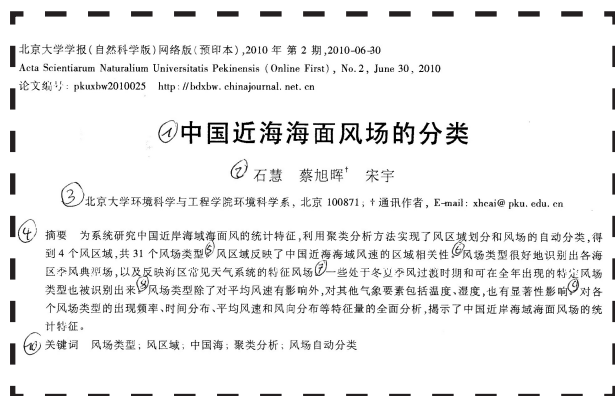 北京大学学报(自然科学版)网络版(预印本),2010 年 第 2 期,2010-06-30
Acta Scientiarum Naturalium Universitatis Pekinensis (Online First), No. 2, June 30, 2010
论文编号: pkuxbw2010025 http://bdxbw.chinajournal.net.cn
①中国近海海面风场的分类
②石慧 蔡旭晖† 宋宇
③北京大学环境科学与工程学院环境科学系, 北京 100871; †通讯作者, E-mail: xhcai@pku.edu.cn
④ 摘要 为系统研究中国近岸海域海面风的统计特征,利用聚类分析方法实现了风区域划分和风场的自动分类,得
到 4 个风区域,共 31 个风场类型⑤风区域反映了中国近海海域风速的区域相关性⑥风场类型很好地识别出各海
区季风典型场,以及反映海区常见天气系统的特征风场⑦一些处于冬夏季风过渡时期和可在全年出现的特定风场
类型也被识别出来⑧风场类型除了对平均风速有影响外,对其他气象要素包括温度、湿度,也有显著性影响⑨对各
个风场类型的出现频率、时间分布、平均风速和风向分布等特征量的全面分析,揭示了中国近岸海域海面风场的统
计特征。
⑩关键词 风场类型; 风区域; 中国海; 聚类分析; 风场自动分类